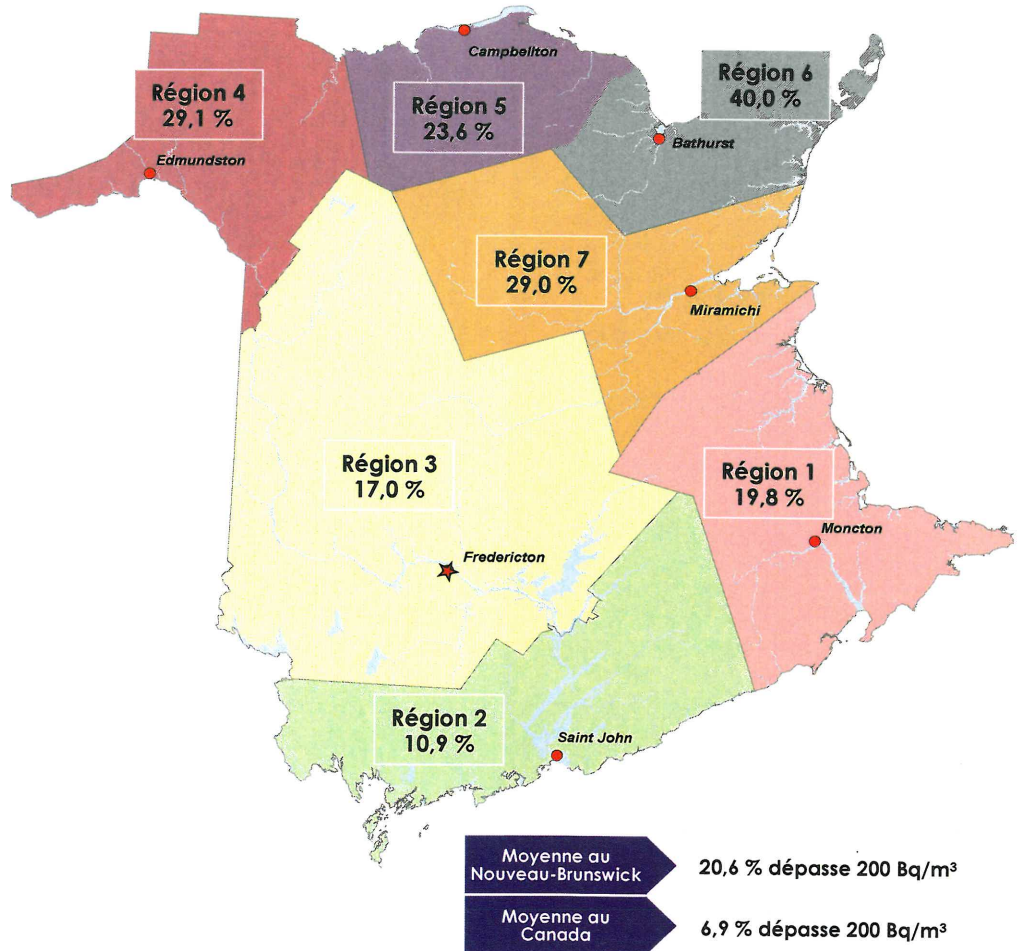 Campbellton
Région 6
40,0 %
Région 4
29,1 %
Région 5
23,6 %
Bathurst
Edmundston
Région 7
29,0 %
Miramichi
Région 3
17,0 %
Région 1
19,8 %
Moncton
Fredericton
Région 2
10,9 %
Saint John
Moyenne au
Nouveau-Brunswick
20,6 % dépasse 200 Bq/m³
Moyenne au
Canada
6,9 % dépasse 200 Bq/m³